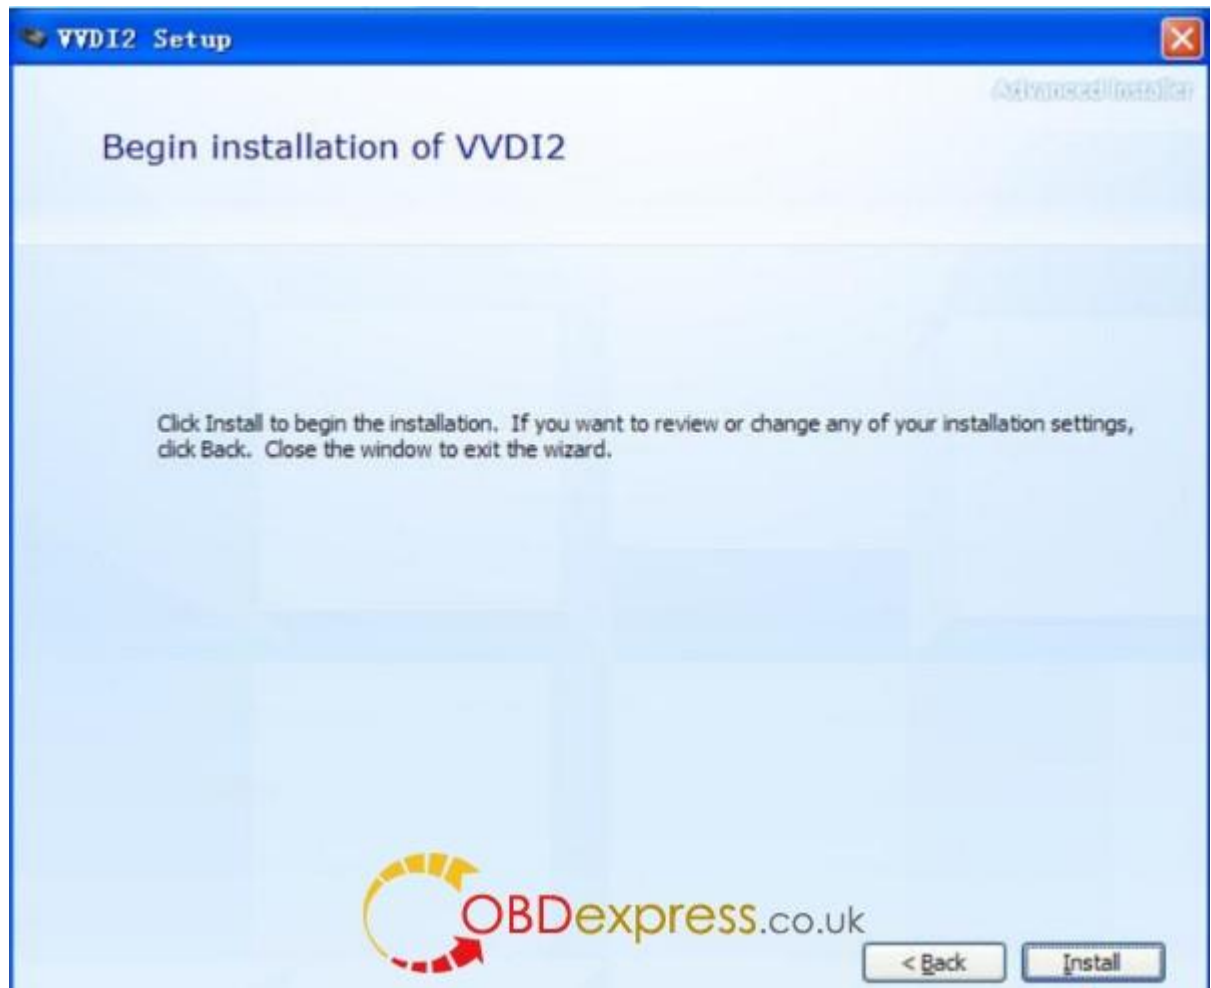 VVDI2 Setup
Advanced Installer
Begin installation of VVDI2
Click Install to begin the installation.  If you want to review or change any of your installation settings,
click Back.  Close the window to exit the wizard.
OBDexpress.co.uk
< Back
Install